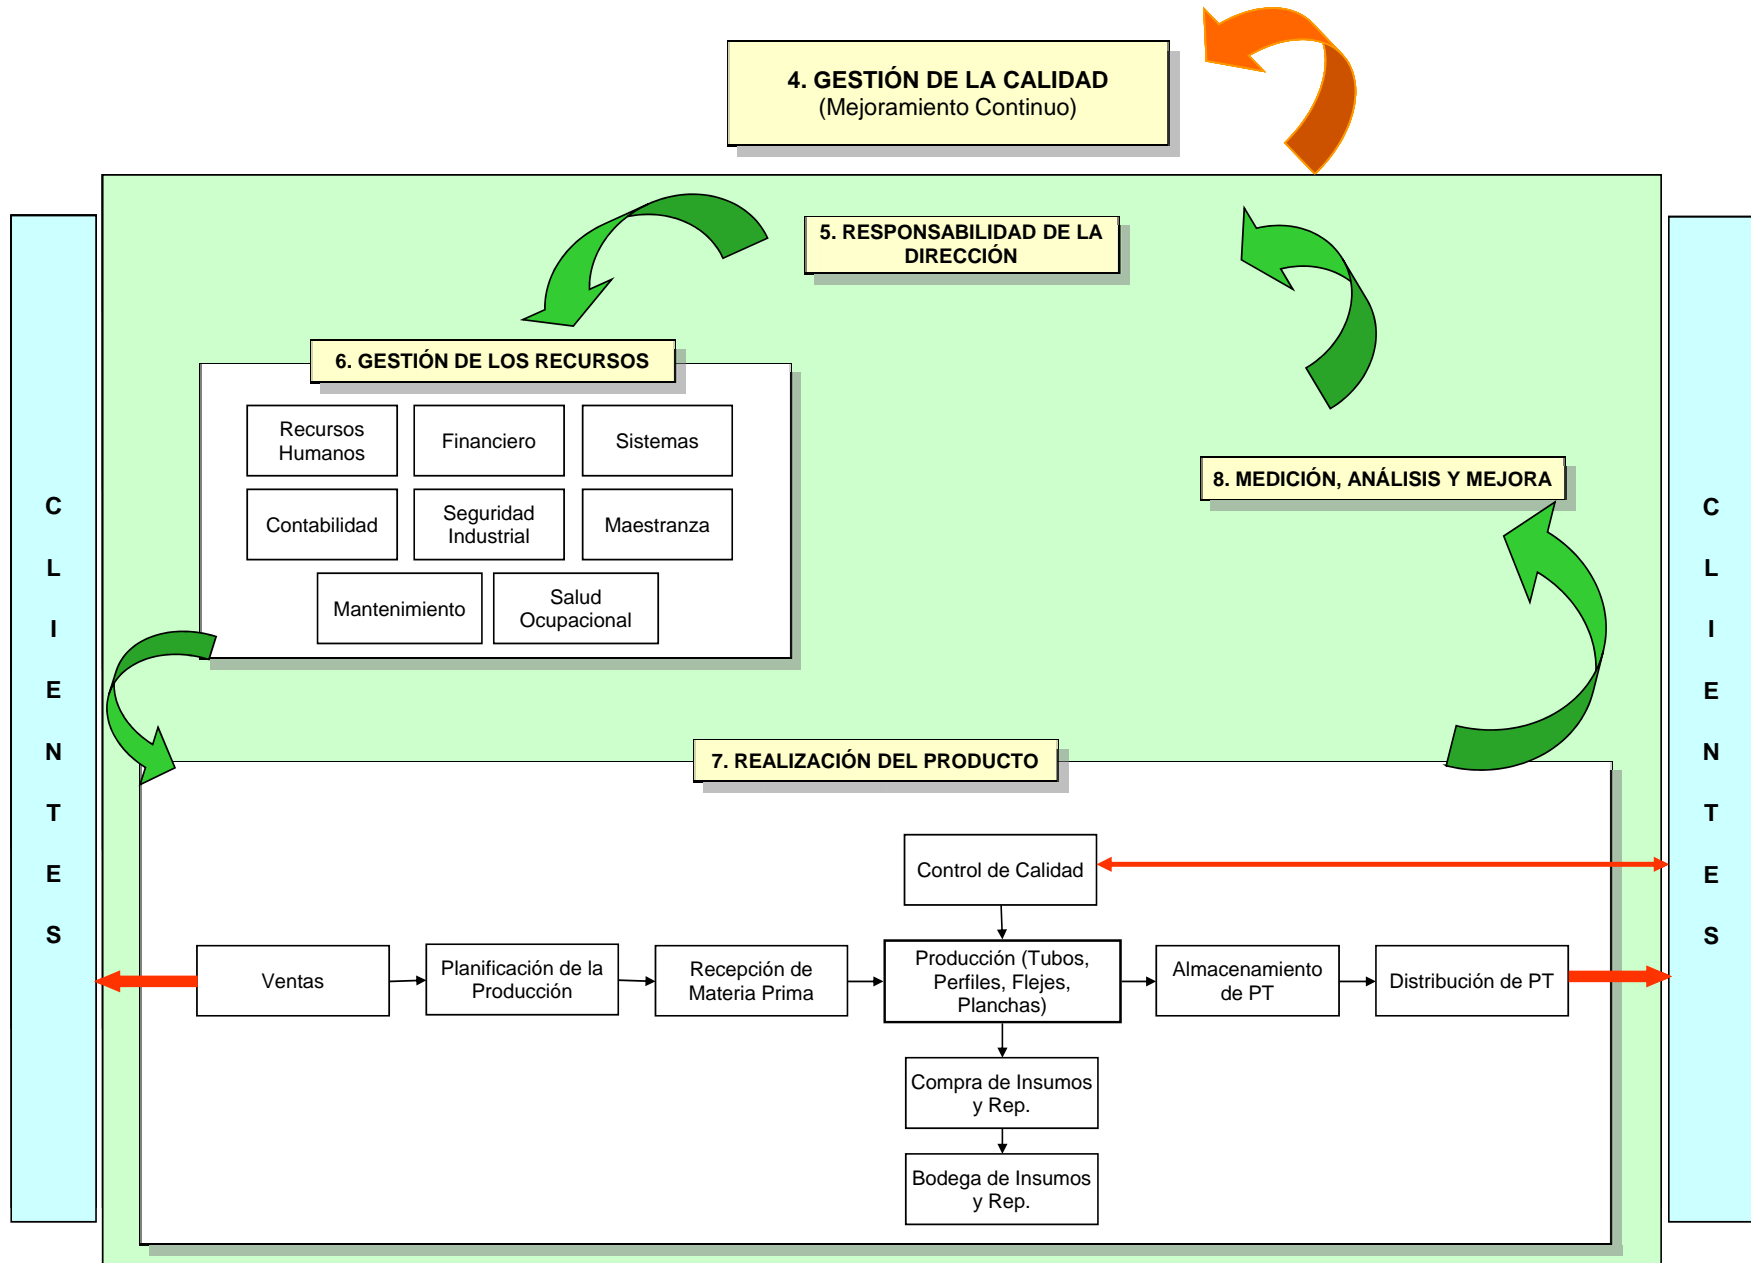 4. GESTIÓN DE LA CALIDAD
(Mejoramiento Continuo)
5. RESPONSABILIDAD DE LA
DIRECCIÓN
6. GESTIÓN DE LOS RECURSOS
Recursos
Humanos
Financiero
Sistemas
Contabilidad
Seguridad
Industrial
Maestranza
Mantenimiento
Salud
Ocupacional
8. MEDICIÓN, ANÁLISIS Y MEJORA
C
L
I
E
N
T
E
S
7. REALIZACIÓN DEL PRODUCTO
Control de Calidad
Ventas
Planificación de la
Producción
Recepción de
Materia Prima
Producción (Tubos,
Perfiles, Flejes,
Planchas)
Almacenamiento
de PT
Distribución de PT
Compra de Insumos
y Rep.
Bodega de Insumos
y Rep.
C
L
I
E
N
T
E
S